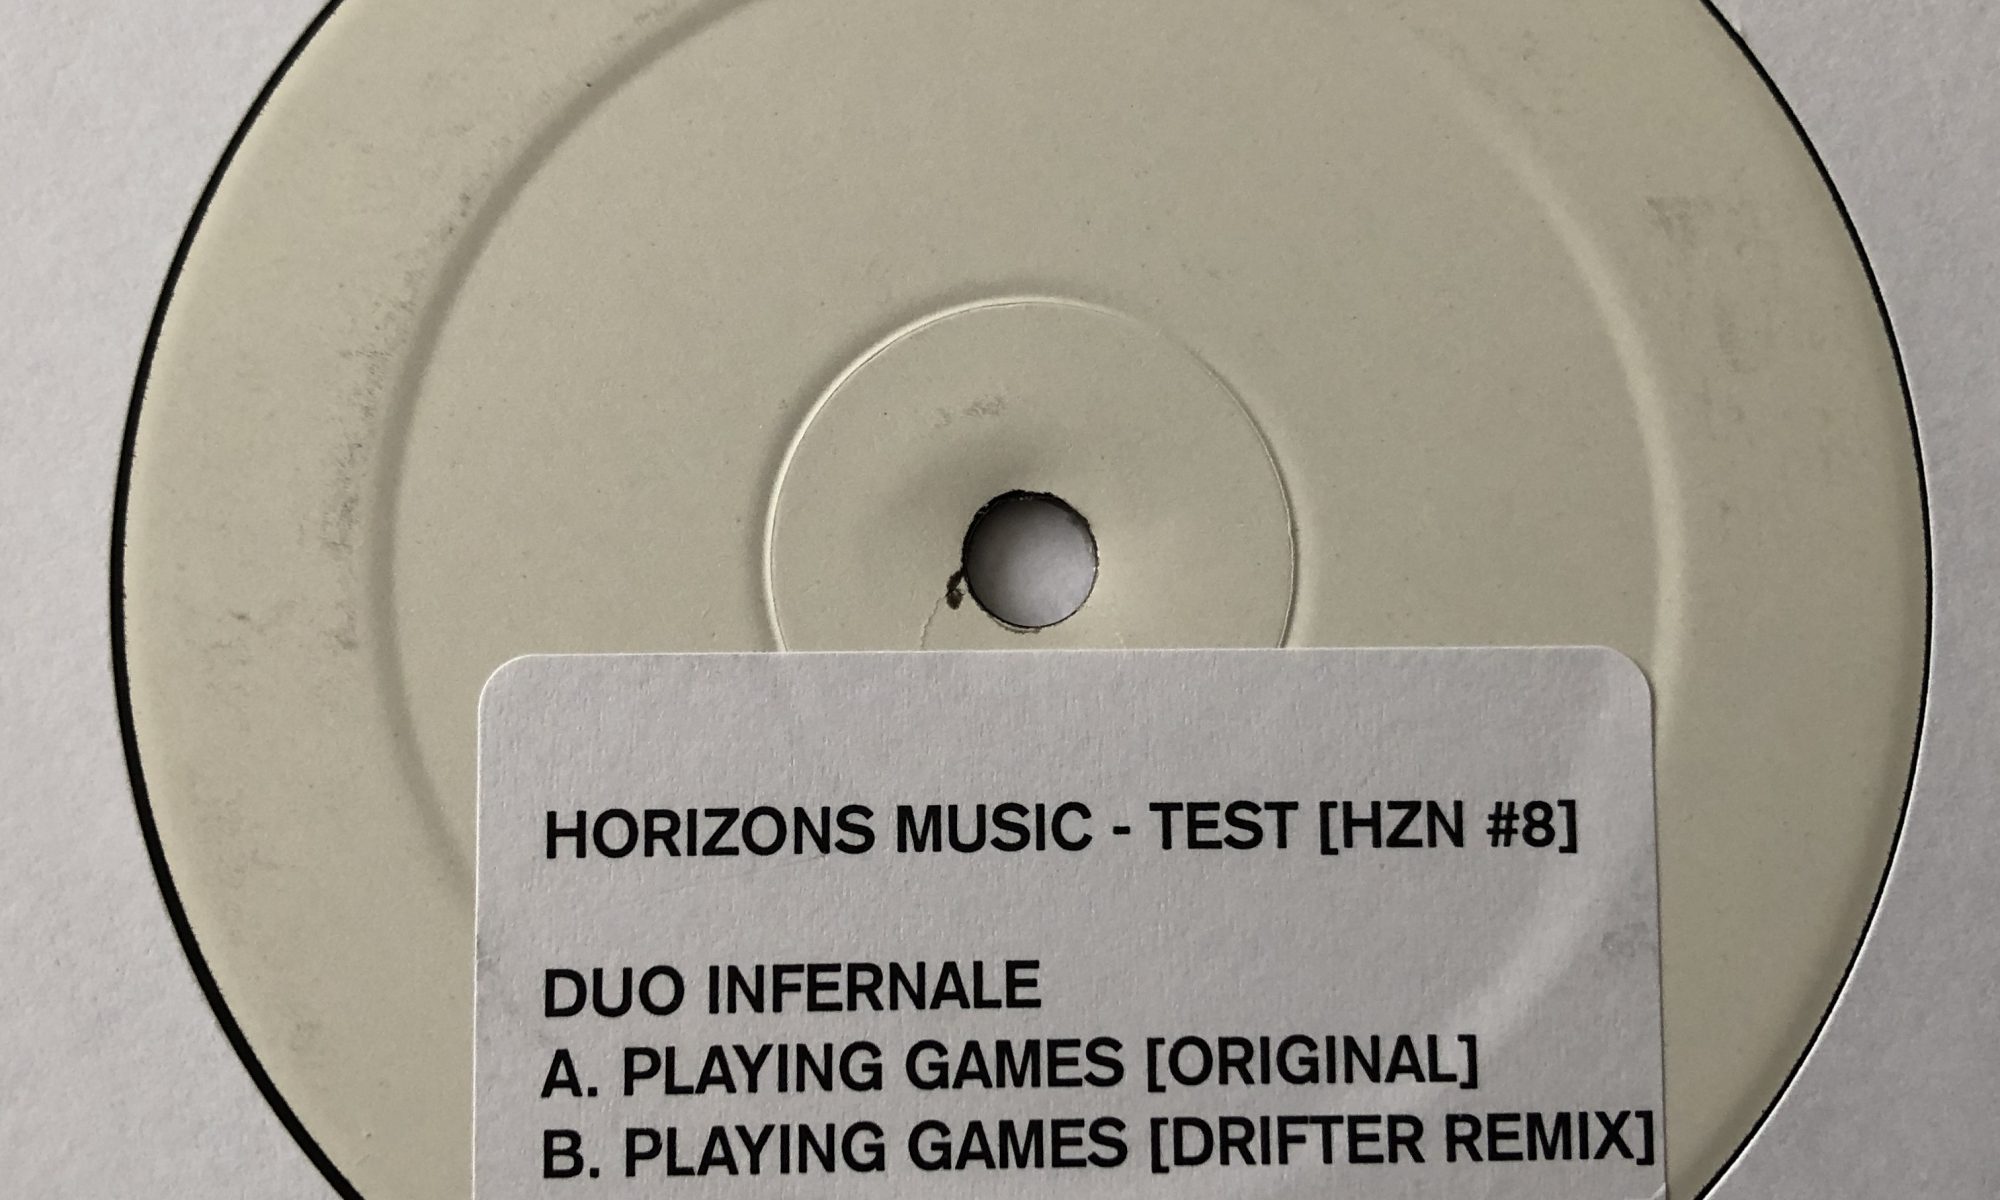 HORIZONS MUSIC - TEST [HZN #8]
DUO INFERNALE
A. PLAYING GAMES [ORIGINAL]
B. PLAYING GAMES [DRIFTER REMIX]